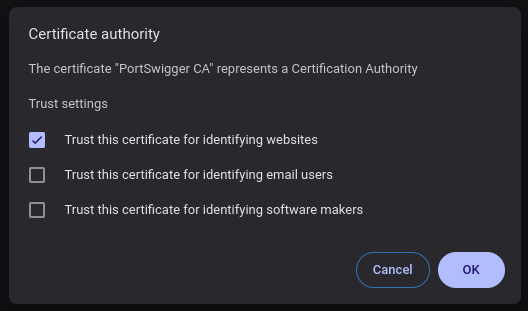 Certificate authority
The certificate "PortSwigger CA" represents a Certification Authority
Trust settings
Trust this certificate for identifying websites
Trust this certificate for identifying email users
Trust this certificate for identifying software makers
Cancel OK